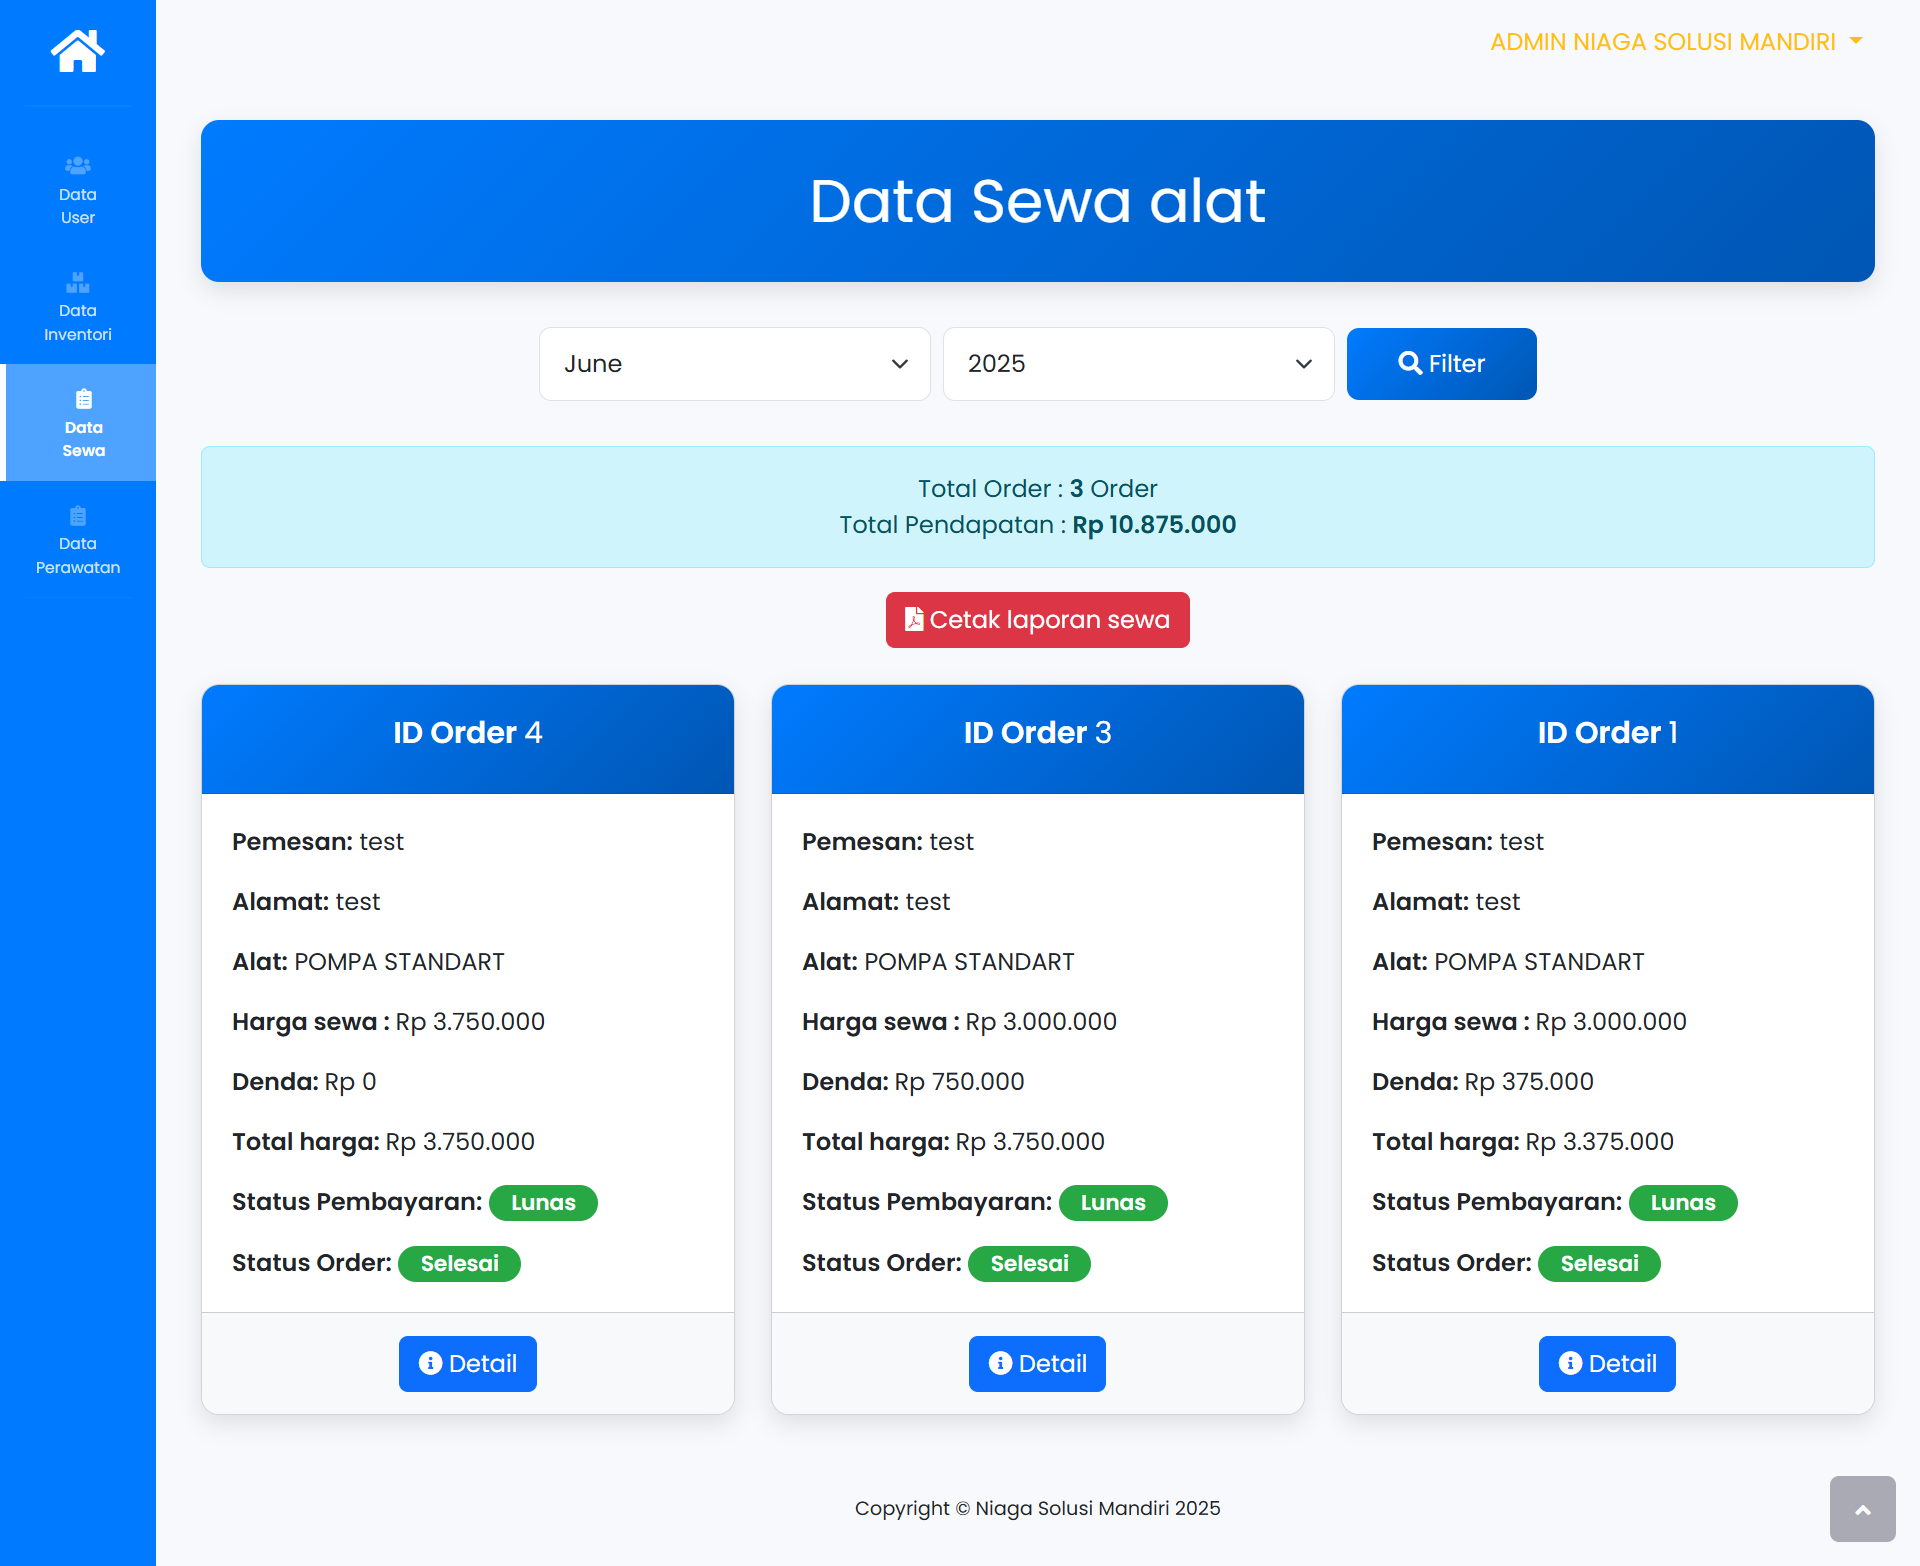 ADMIN NIAGA SOLUSI MANDIRI
Data
User
Data
Inventori
Data
Sewa
Data
Perawatan
Data Sewa alat
June
2025
Filter
Total Order : 3 Order
Total Pendapatan : Rp 10.875.000
Cetak laporan sewa
ID Order 4
Pemesan: test
Alamat: test
Alat: POMPA STANDART
Harga sewa : Rp 3.750.000
Denda: Rp 0
Total harga: Rp 3.750.000
Status Pembayaran: Lunas
Status Order: Selesai
Detail
ID Order 3
Pemesan: test
Alamat: test
Alat: POMPA STANDART
Harga sewa : Rp 3.000.000
Denda: Rp 750.000
Total harga: Rp 3.750.000
Status Pembayaran: Lunas
Status Order: Selesai
Detail
ID Order 1
Pemesan: test
Alamat: test
Alat: POMPA STANDART
Harga sewa : Rp 3.000.000
Denda: Rp 375.000
Total harga: Rp 3.375.000
Status Pembayaran: Lunas
Status Order: Selesai
Detail
Copyright © Niaga Solusi Mandiri 2025